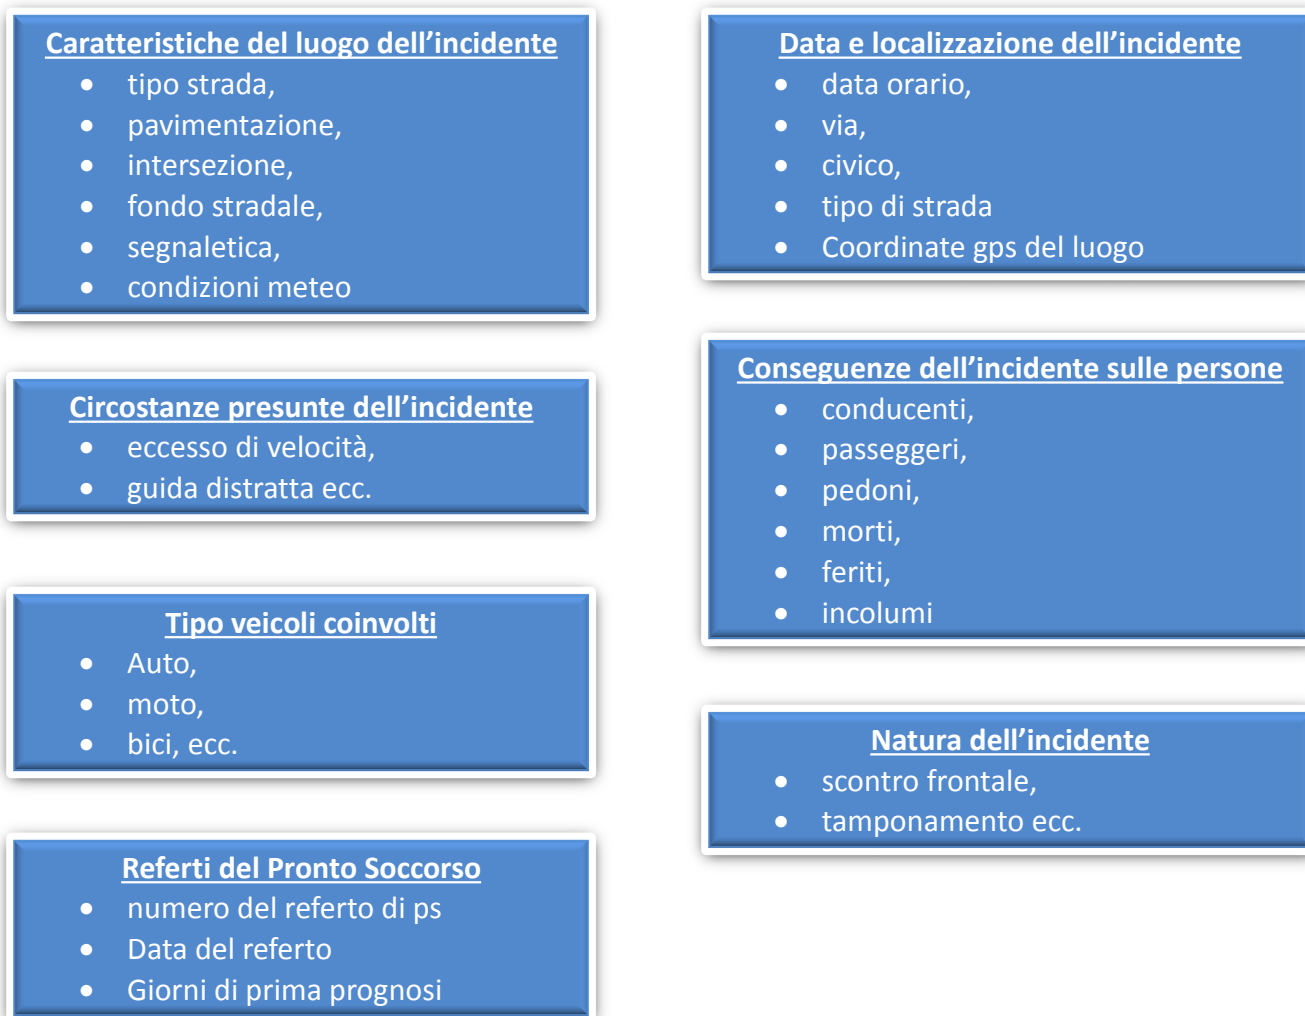 Caratteristiche del luogo dell’incidente
• tipo strada,
• pavimentazione,
• intersezione,
• fondo stradale,
• segnaletica,
• condizioni meteo
Circostanze presunte dell’incidente
• eccesso di velocità,
• guida distratta ecc.
Tipo veicoli coinvolti
• Auto,
• moto,
• bici, ecc.
Referti del Pronto Soccorso
• numero del referto di ps
• Data del referto
• Giorni di prima prognosi
Data e localizzazione dell’incidente
• data orario,
• via,
• civico,
• tipo di strada
• Coordinate gps del luogo
Conseguenze dell’incidente sulle persone
• conducenti,
• passeggeri,
• pedoni,
• morti,
• feriti,
• incolumi
Natura dell’incidente
• scontro frontale,
• tamponamento ecc.